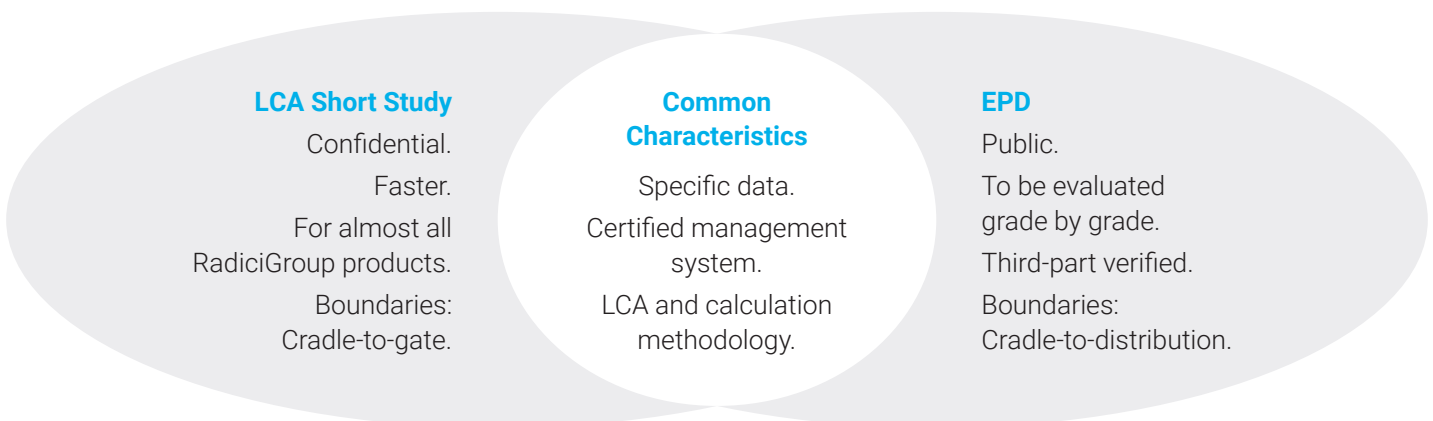 LCA Short Study
Confidential.
Faster.
For almost all
RadiciGroup products.
Boundaries:
Cradle-to-gate.
Common
Characteristics
Specific data.
Certified management
system.
LCA and calculation
methodology.
EPD
Public.
To be evaluated
grade by grade.
Third-part verified.
Boundaries:
Cradle-to-distribution.